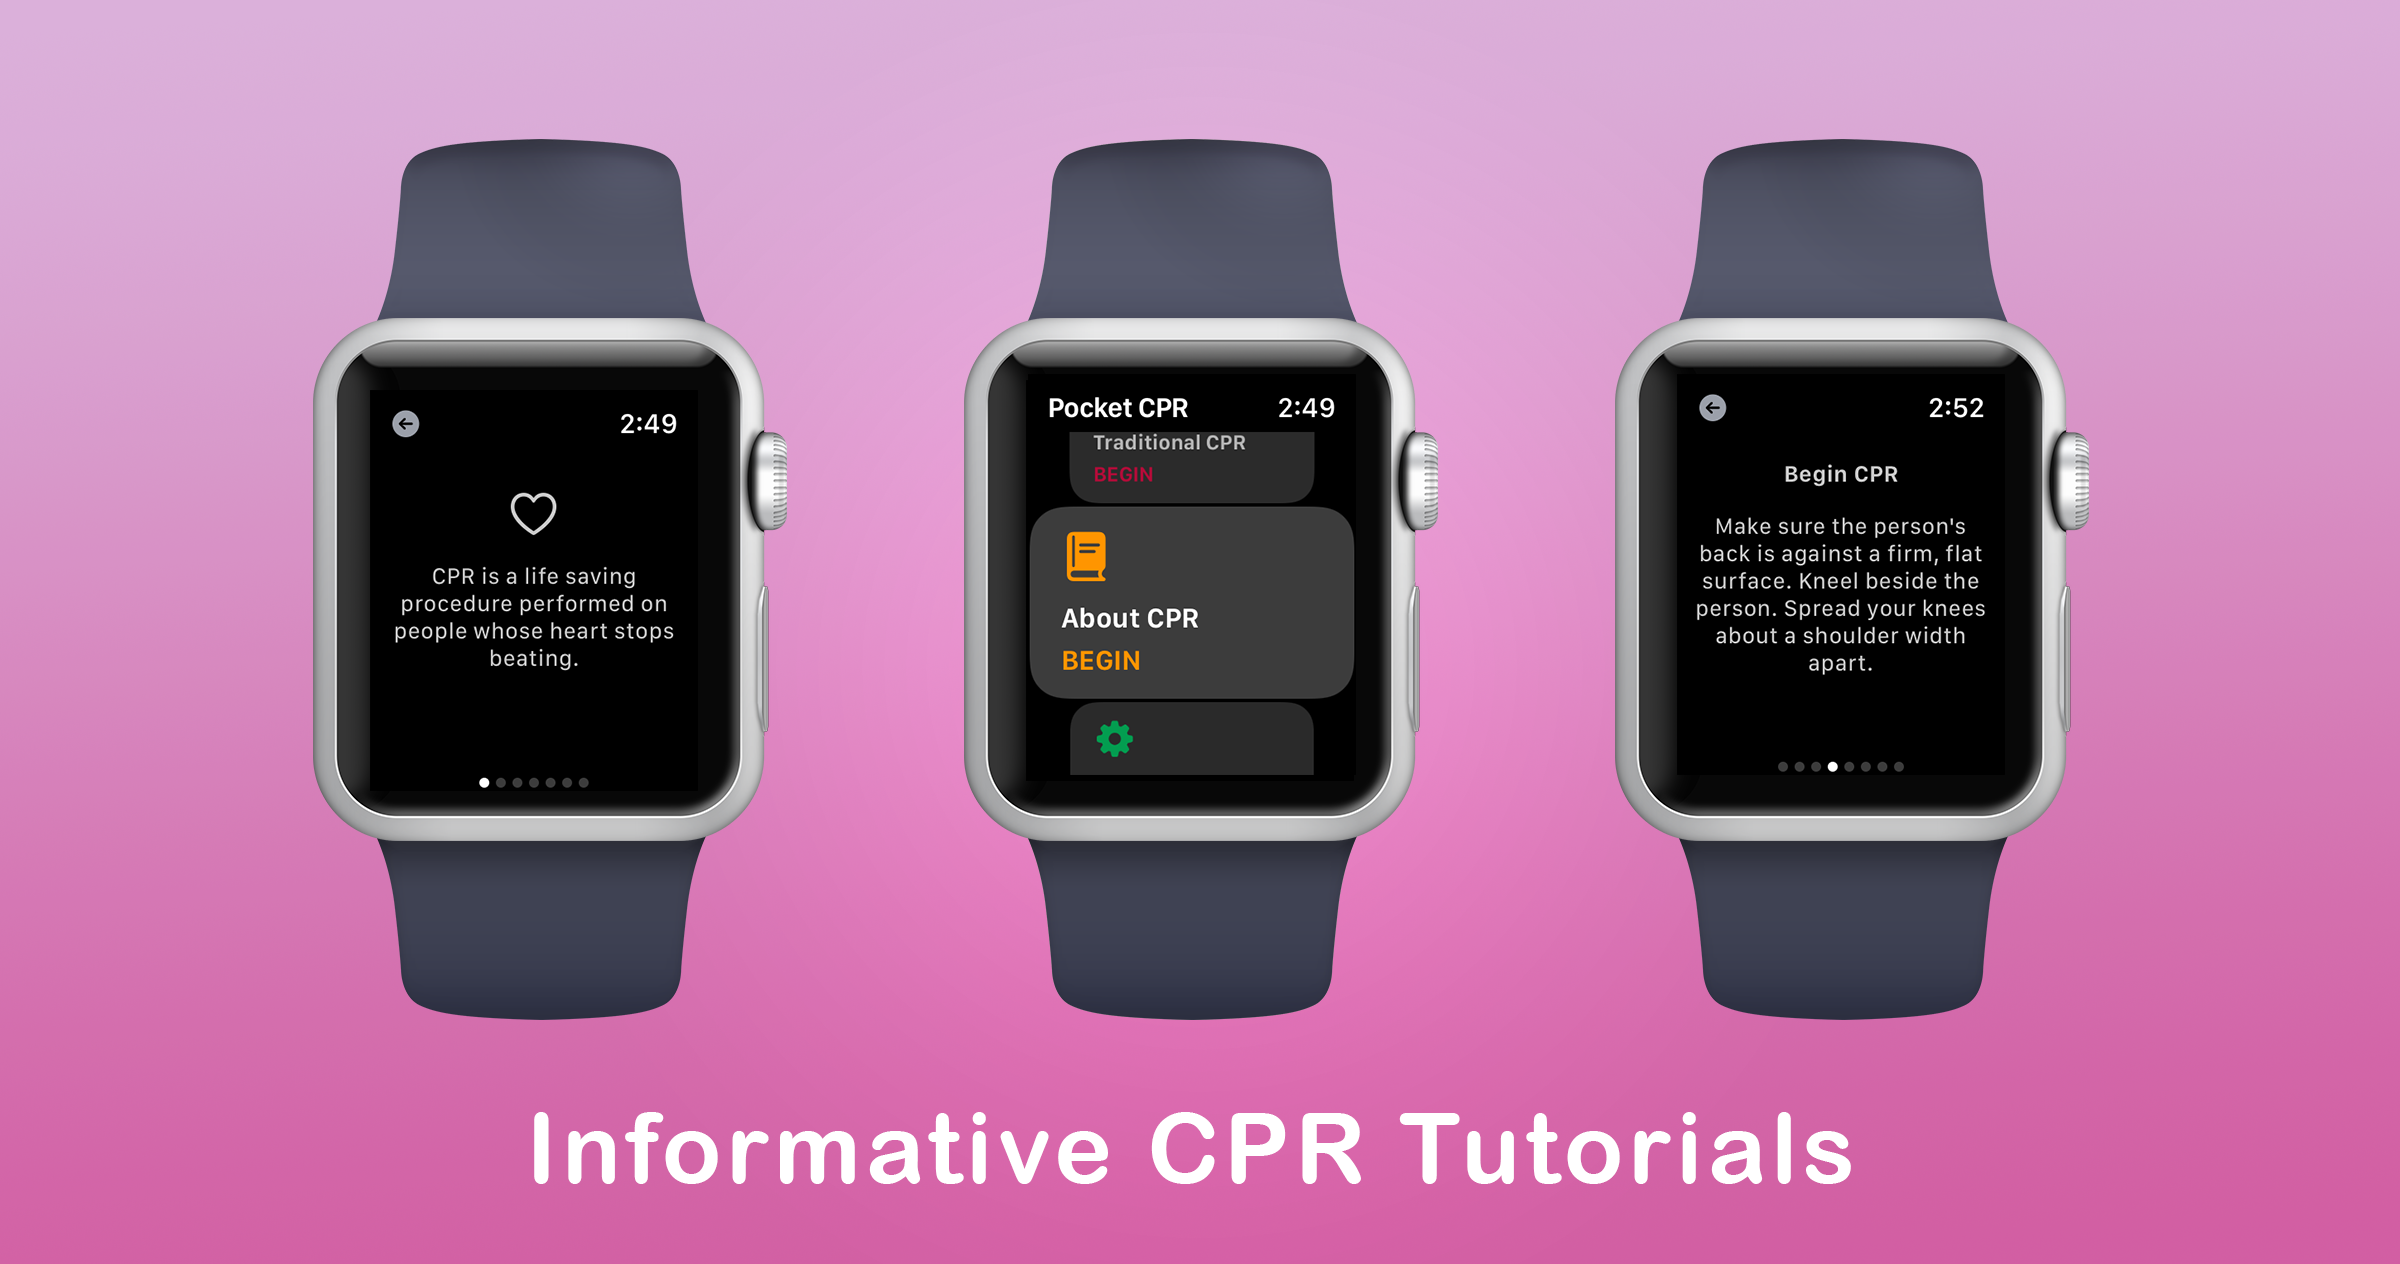 2:49
CPR is a life saving
procedure performed on
people whose heart stops
beating.
Pocket CPR 2:49
Traditional CPR
BEGIN
About CPR
BEGIN
2:52
Begin CPR
Make sure the person's
back is against a firm, flat
surface. Kneel beside the
person. Spread your knees
about a shoulder width
apart.
Informative CPR Tutorials